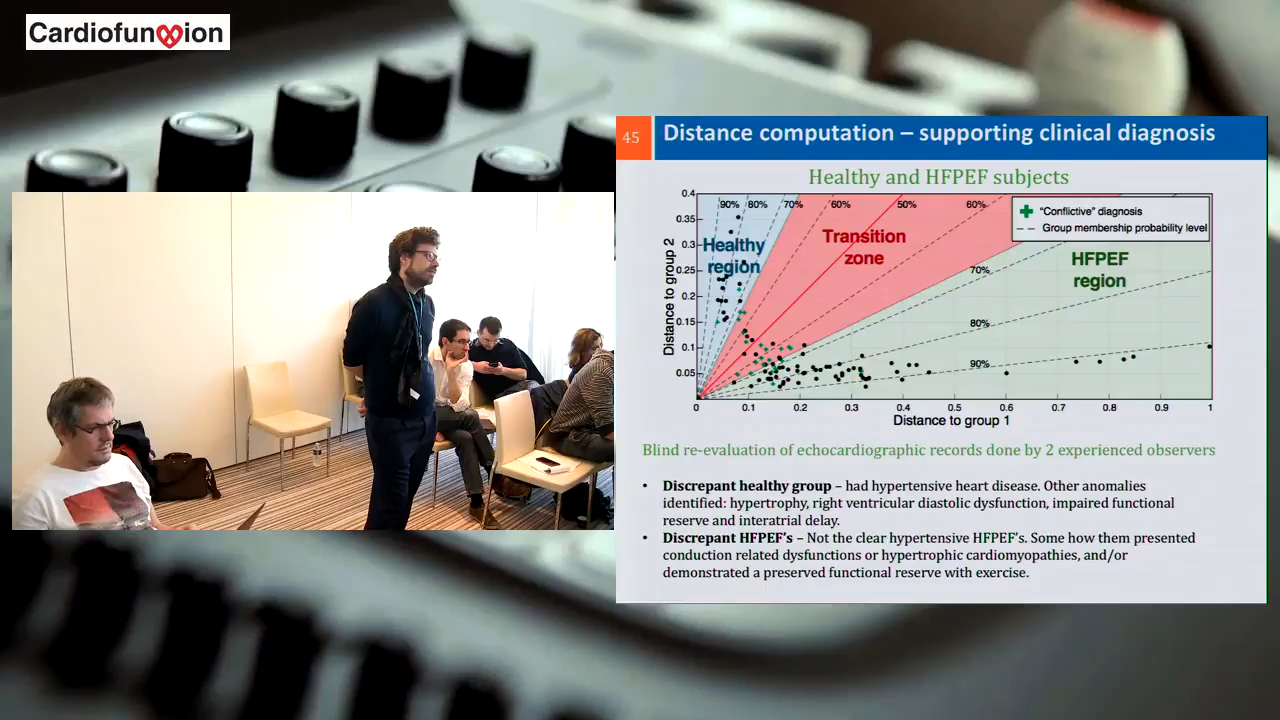 Cardiofunxion
45
Distance computation – supporting clinical diagnosis
Healthy and HFPEF subjects
0.4
0.35
0.3
0.25
0.2
0.15
0.1
0.05
Distance to group 2
90% 80% 70% 60% 50% 60%
70%
80%
90%
Healthy
region
Transition
zone
HFPEF
region
"Conflictive" diagnosis
Group membership probability level
0 0.1 0.2 0.3 0.4 0.5 0.6 0.7 0.8 0.9 1
Distance to group 1
Blind re-evaluation of echocardiographic records done by 2 experienced observers
• Discrepant healthy group – had hypertensive heart disease. Other anomalies
identified: hypertrophy, right ventricular diastolic dysfunction, impaired functional
reserve and interatrial delay.
• Discrepant HFPEF's – Not the clear hypertensive HFPEF's. Some how them presented
conduction related dysfunctions or hypertrophic cardiomyopathies, and/or
demonstrated a preserved functional reserve with exercise.